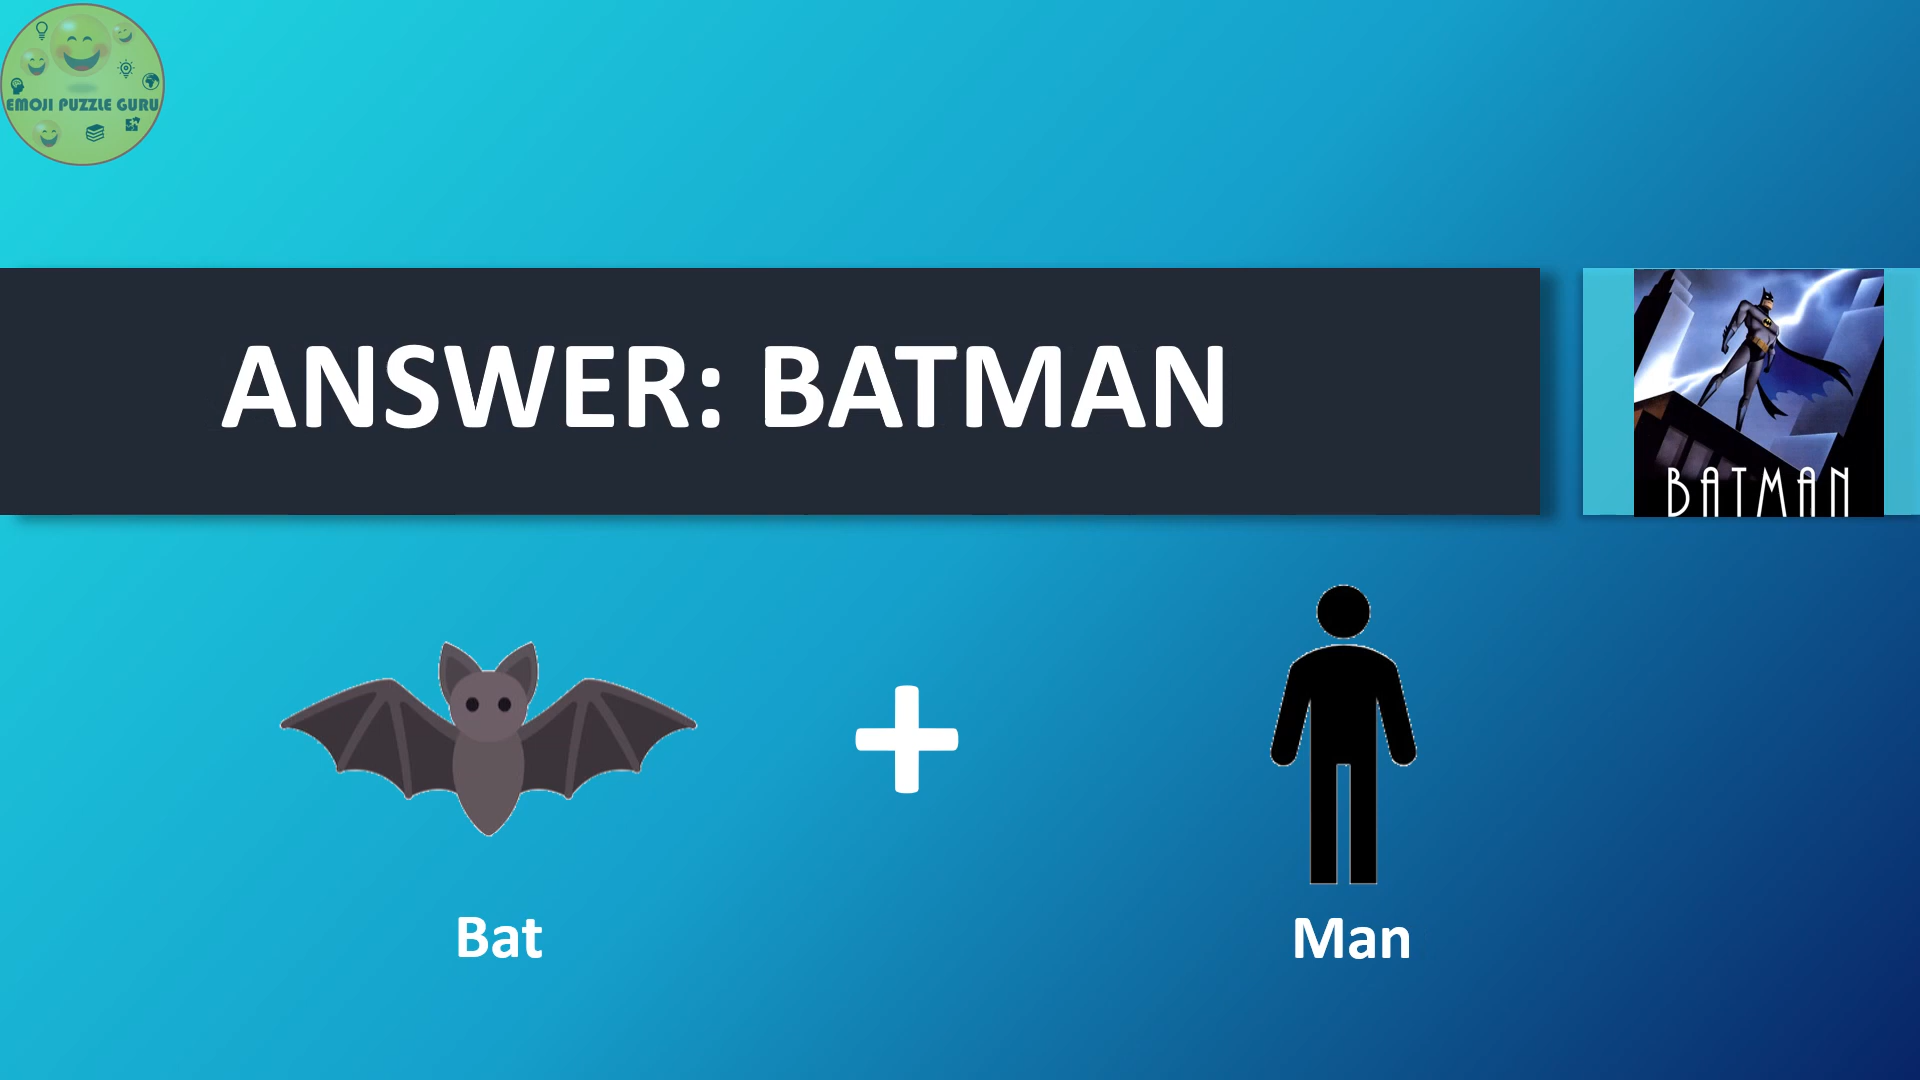 EMOJI PUZZLE GURU
ANSWER: BATMAN
BATMAN
Bat
Man